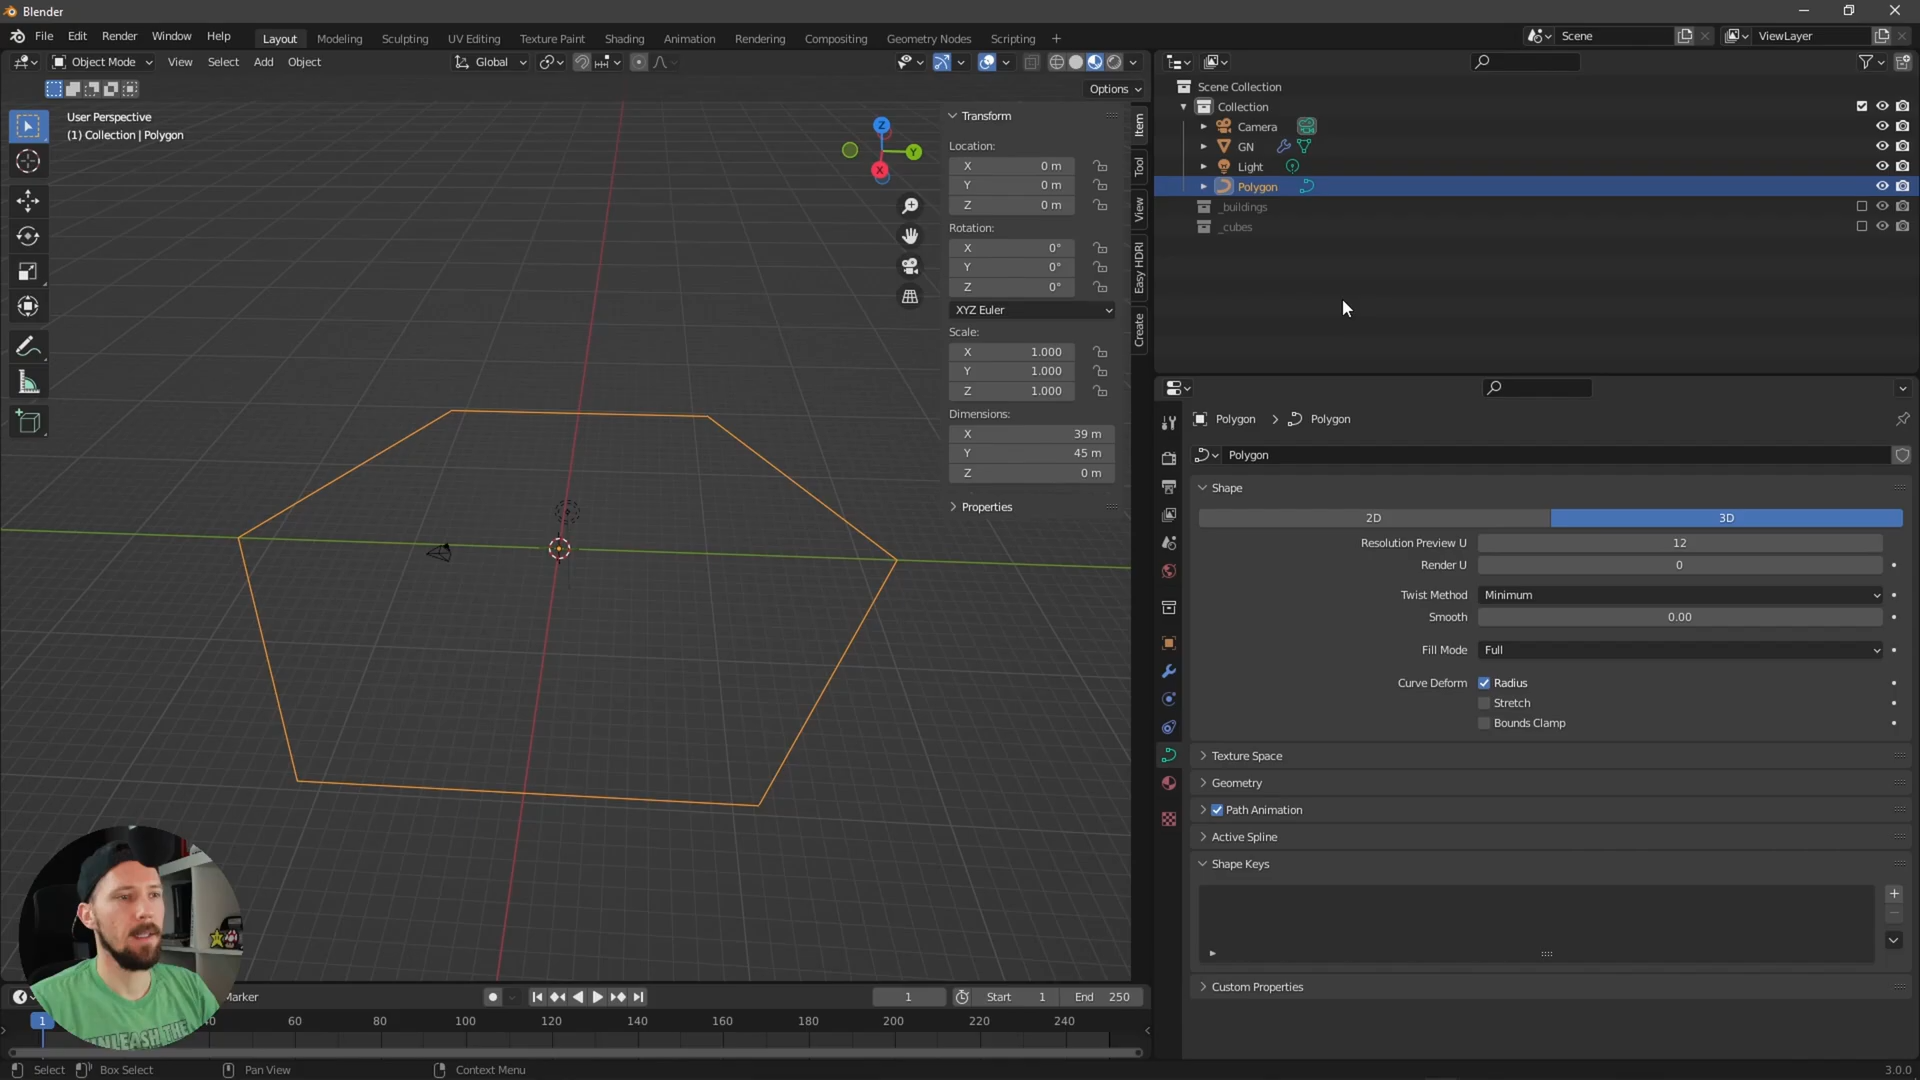 Blender
File Edit Render Window Help
Layout Modeling Sculpting UV Editing Texture Paint Shading Animation Rendering Compositing Geometry Nodes Scripting +
Scene
ViewLayer
Object Mode View Select Add Object
Global
Options
User Perspective
(1) Collection | Polygon
Z
Y
X
Transform
Location:
X 0 m
Y 0 m
Z 0 m
Rotation:
X 0°
Y 0°
Z 0°
XYZ Euler
Scale:
X 1.000
Y 1.000
Z 1.000
Dimensions:
X 39 m
Y 45 m
Z 0 m
Properties
Item
Tool
View
Easy HDRI
Create
Scene Collection
Collection
Camera
GN
Light
Polygon
_buildings
_cubes
Polygon > Polygon
Polygon
Shape
2D 3D
Resolution Preview U 12
Render U 0
Twist Method Minimum
Smooth 0.00
Fill Mode Full
Curve Deform Radius
Stretch
Bounds Clamp
Texture Space
Geometry
Path Animation
Active Spline
Shape Keys
Custom Properties
Marker
1
Start 1
End 250
1 60 80 100 120 140 160 180 200 220 240
Select Box Select Pan View Context Menu
3.0.0